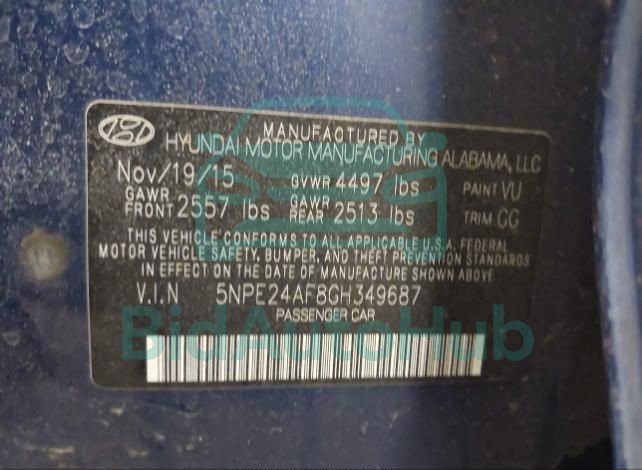 MANUFACTURED BY
HYUNDAI MOTOR MANUFACTURING ALABAMA, LLC
Nov/19/15 GVWR 4497 lbs PAINT VU
GAWR FRONT 2557 lbs GAWR REAR 2513 lbs TRIM GG
THIS VEHICLE CONFORMS TO ALL APPLICABLE U.S.A. FEDERAL
MOTOR VEHICLE SAFETY, BUMPER, AND THEFT PREVENTION STANDARDS
IN EFFECT ON THE DATE OF MANUFACTURE SHOWN ABOVE
V.I.N 5NPE24AF8GH349687
PASSENGER CAR
BidAutoHub